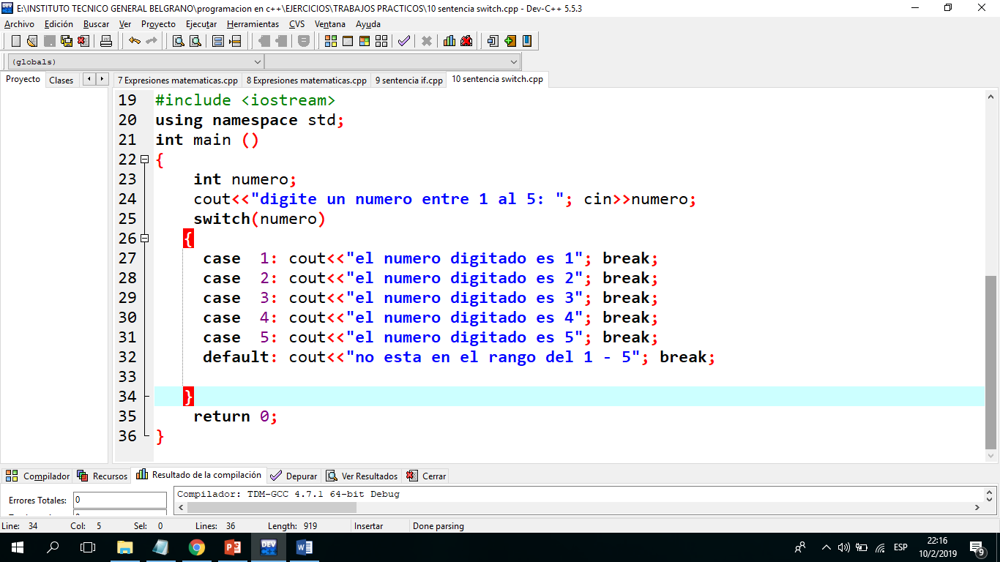 E:\INSTITUTO TECNICO GENERAL BELGRANO\programacion en c++\EJERCICIOS\TRABAJOS PRACTICOS\10 sentencia switch.cpp - Dev-C++ 5.5.3
Archivo Edición Buscar Ver Proyecto Ejecutar Herramientas CVS Ventana Ayuda
(globals)
Proyecto Clases 7 Expresiones matematicas.cpp 8 Expresiones matematicas.cpp 9 sentencia if.cpp 10 sentencia switch.cpp
19 #include <iostream>
20 using namespace std;
21 int main ()
22 {
23 int numero;
24 cout<<"digite un numero entre 1 al 5: "; cin>>numero;
25 switch(numero)
26 {
27 case 1: cout<<"el numero digitado es 1"; break;
28 case 2: cout<<"el numero digitado es 2"; break;
29 case 3: cout<<"el numero digitado es 3"; break;
30 case 4: cout<<"el numero digitado es 4"; break;
31 case 5: cout<<"el numero digitado es 5"; break;
32 default: cout<<"no esta en el rango del 1 - 5"; break;
33
34 }
35 return 0;
36 }
Compilador Recursos Resultado de la compilación Depurar Ver Resultados Cerrar
Errores Totales: 0
Compilador: TDM-GCC 4.7.1 64-bit Debug
Line: 34 Col: 5 Sel: 0 Lines: 36 Length: 919 Insertar Done parsing
DEV C++
ESP
22:16
10/2/2019
9